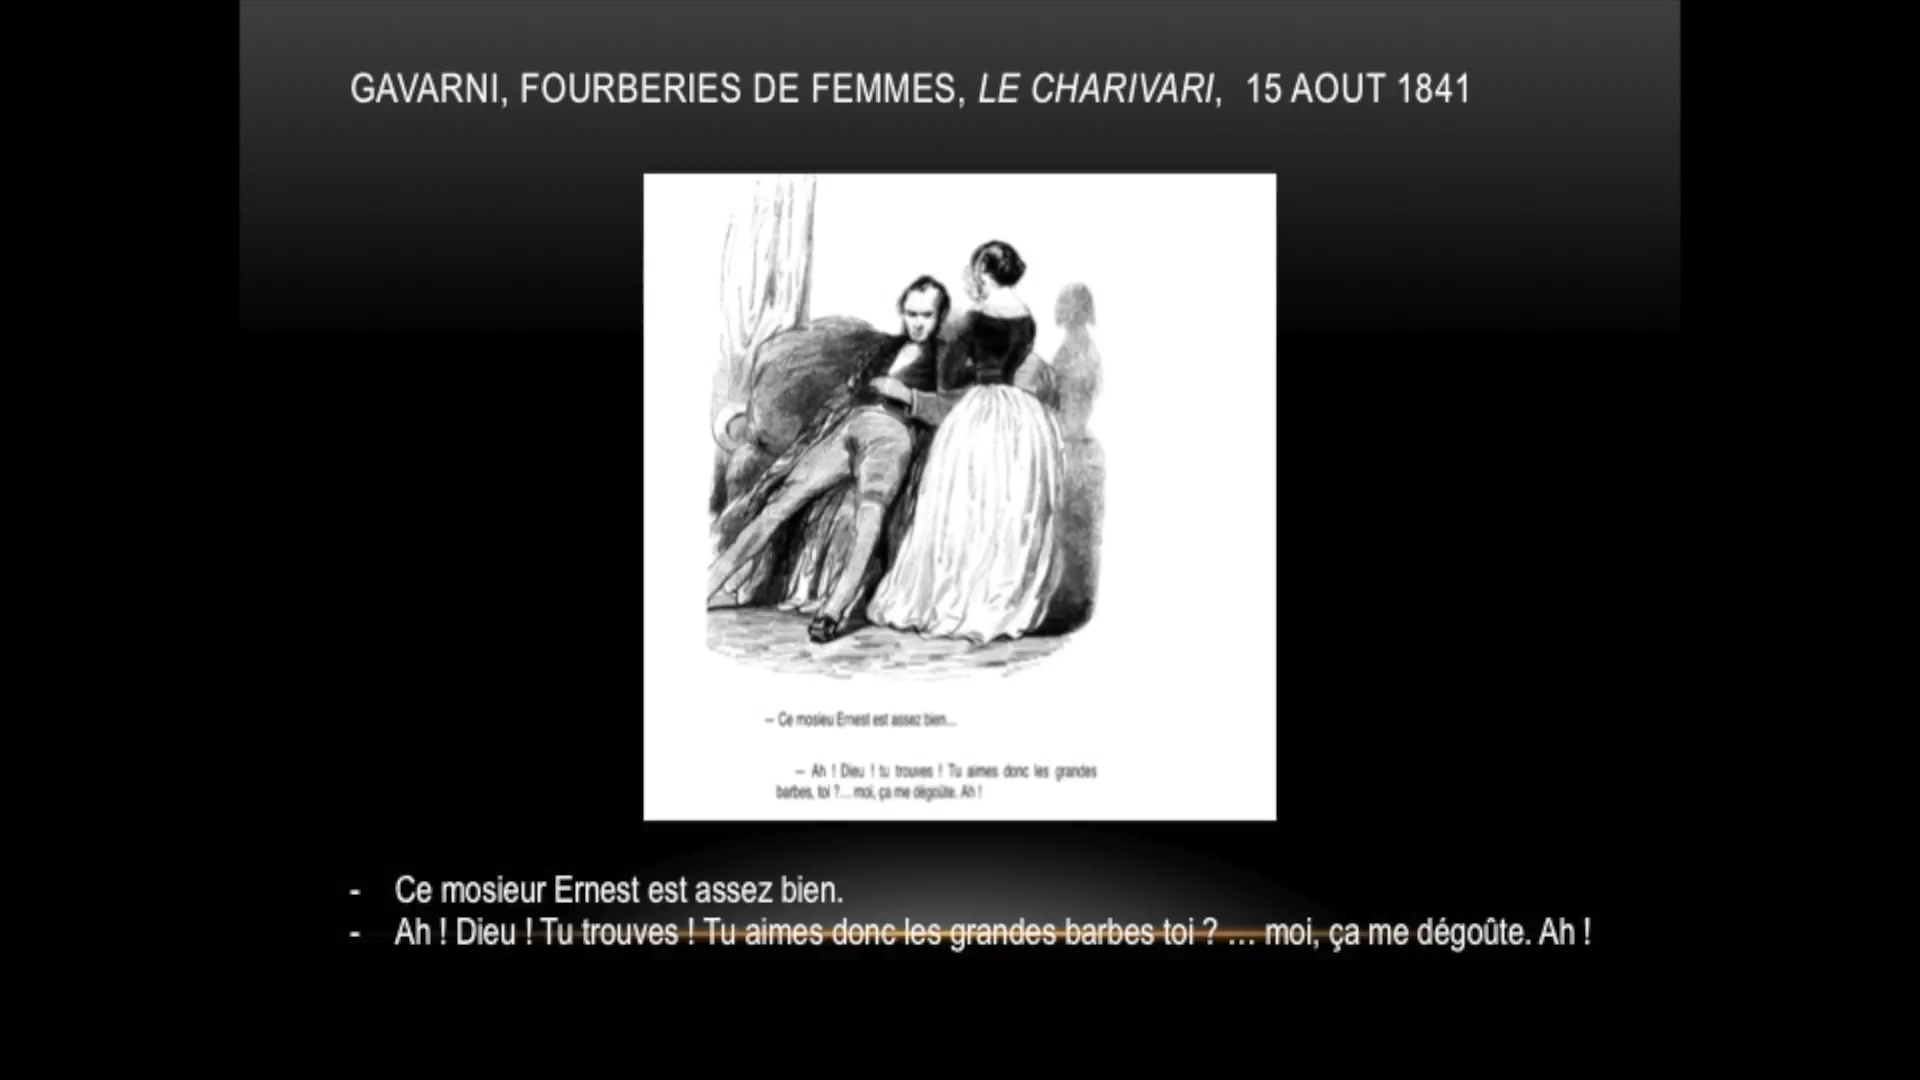 GAVARNI, FOURBERIES DE FEMMES, LE CHARIVARI, 15 AOUT 1841
– Ce mosieu Ernest est assez bien...
– Ah ! Dieu ! tu trouves ! Tu aimes donc les grandes
barbes, toi ?... moi, ça me dégoûte. Ah !
- Ce mosieur Ernest est assez bien.
- Ah ! Dieu ! Tu trouves ! Tu aimes donc les grandes barbes toi ? … moi, ça me dégoûte. Ah !